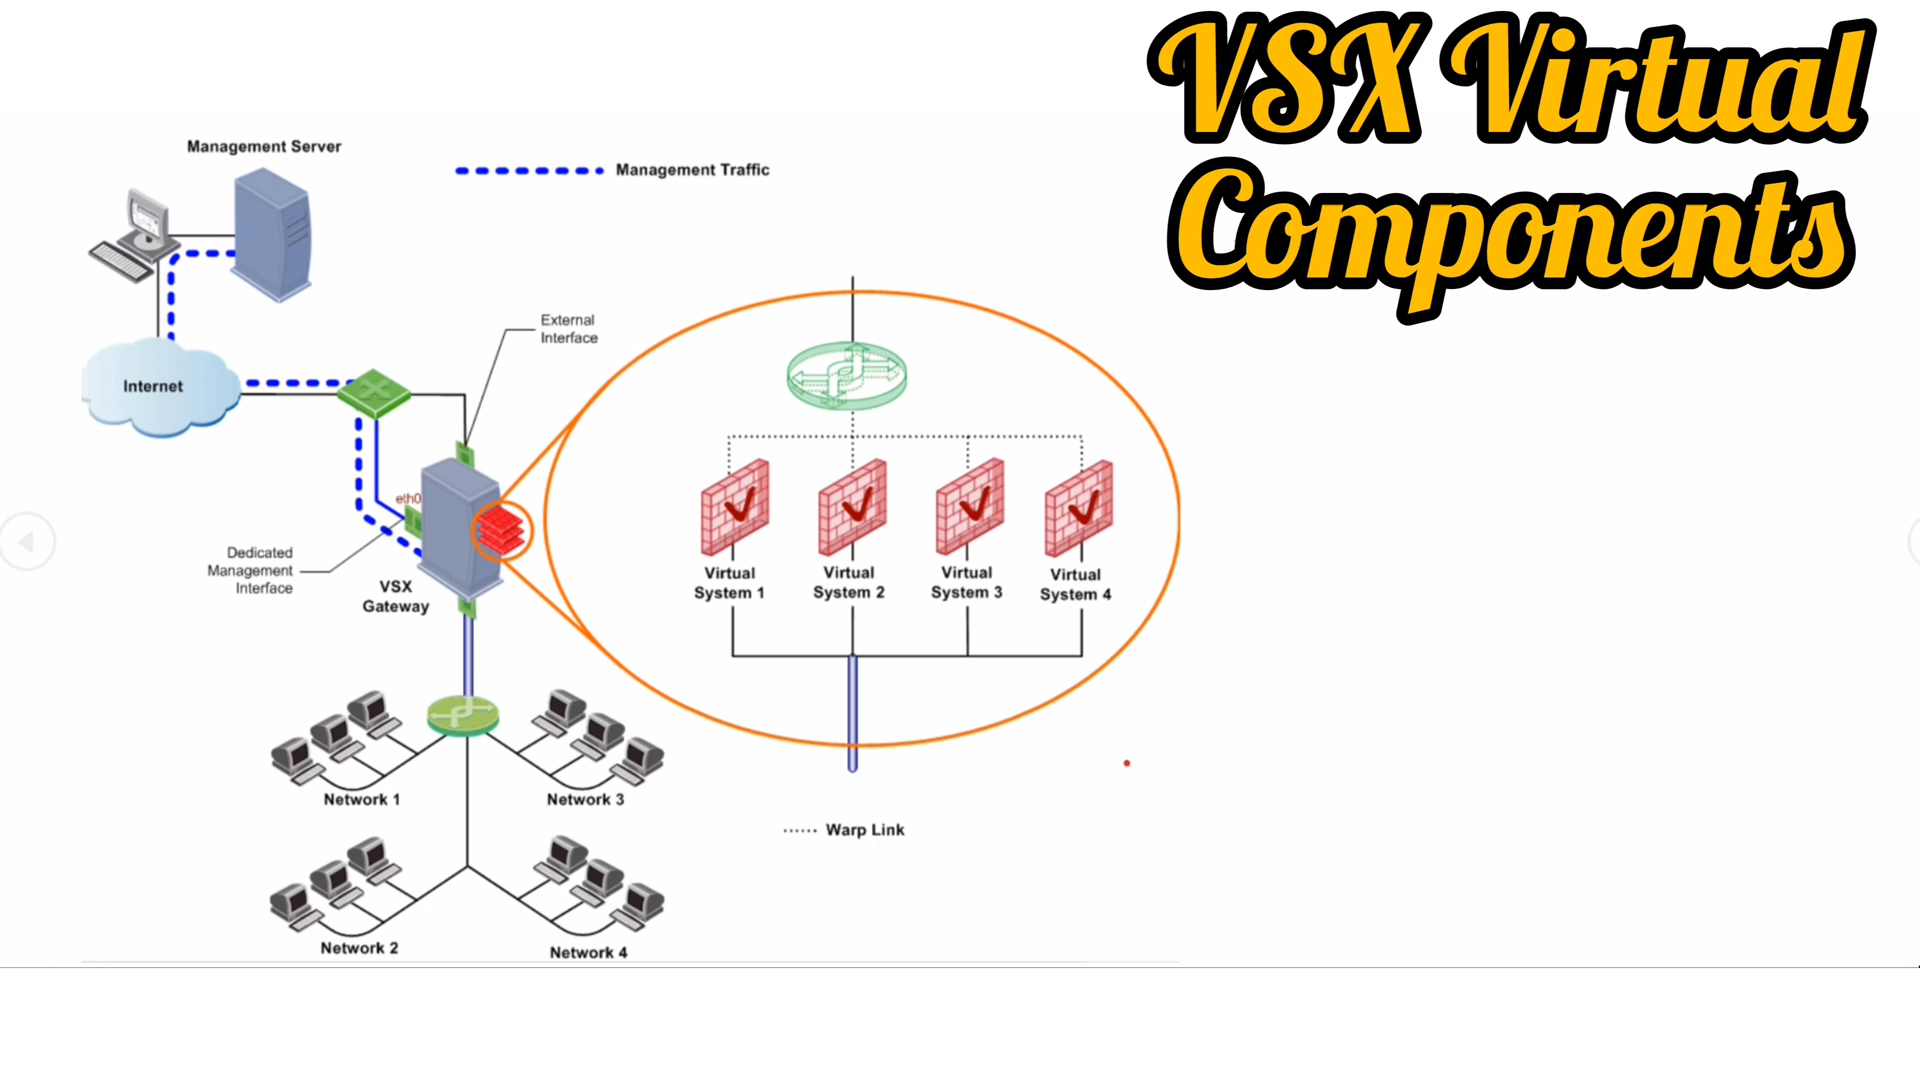 VSX Virtual
Components
Management Server
Management Traffic
External
Interface
Internet
eth0
Dedicated
Management
Interface
VSX
Gateway
Virtual
System 1
Virtual
System 2
Virtual
System 3
Virtual
System 4
Network 1
Network 3
Warp Link
Network 2
Network 4